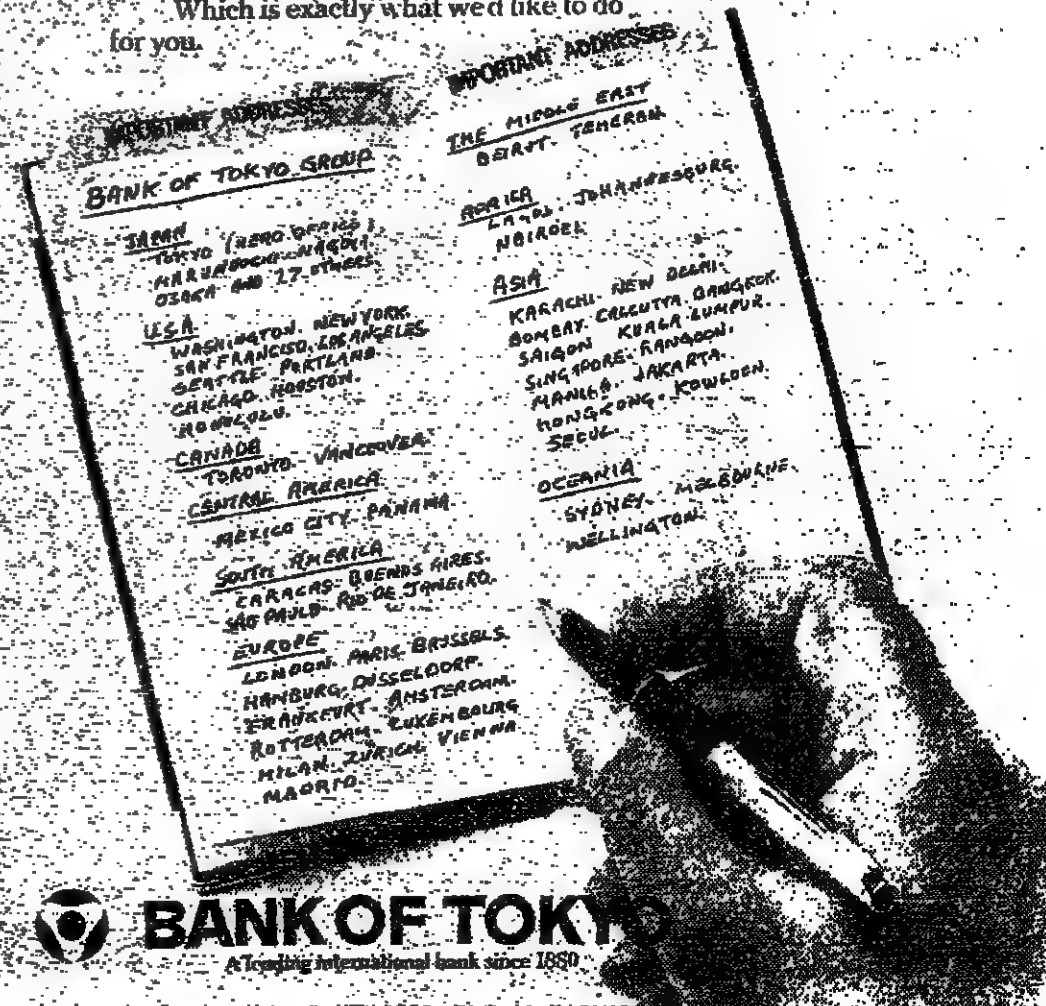 Which is exactly what we'd like to do
for you.
IMPORTANT ADDRESSES
BANK OF TOKYO GROUP
JAPAN
TOKYO (HEAD OFFICE).
MARUNOUCHI. NAGOYA.
OSAKA AND 17 OTHERS.
U.S.A.
WASHINGTON. NEW YORK.
SAN FRANCISCO. LOS ANGELES.
SEATTLE. PORTLAND.
CHICAGO. HOUSTON.
HONOLULU.
CANADA
TORONTO. VANCOUVER.
CENTRAL AMERICA
MEXICO CITY. PANAMA
SOUTH AMERICA
CARACAS. BUENOS AIRES.
SAO PAULO. RIO DE JANEIRO.
EUROPE
LONDON. PARIS. BRUSSELS.
HAMBURG. DUSSELDORF.
FRANKFURT. AMSTERDAM.
ROTTERDAM. LUXEMBOURG
MILAN. ZURICH. VIENNA
MADRID.
IMPORTANT ADDRESSES
THE MIDDLE EAST
BEIRUT. TEHERAN.
AFRICA
LAGOS. JOHANNESBURG.
NAIROBI.
ASIA
KARACHI. NEW DELHI.
BOMBAY. CALCUTTA. BANGKOK.
SAIGON. KUALA LUMPUR.
SINGAPORE. RANGOON.
MANILA. JAKARTA.
HONGKONG. KOWLOON.
SEOUL.
OCEANIA
SYDNEY. MELBOURNE.
WELLINGTON.
BANK OF TOKYO
A leading international bank since 1880